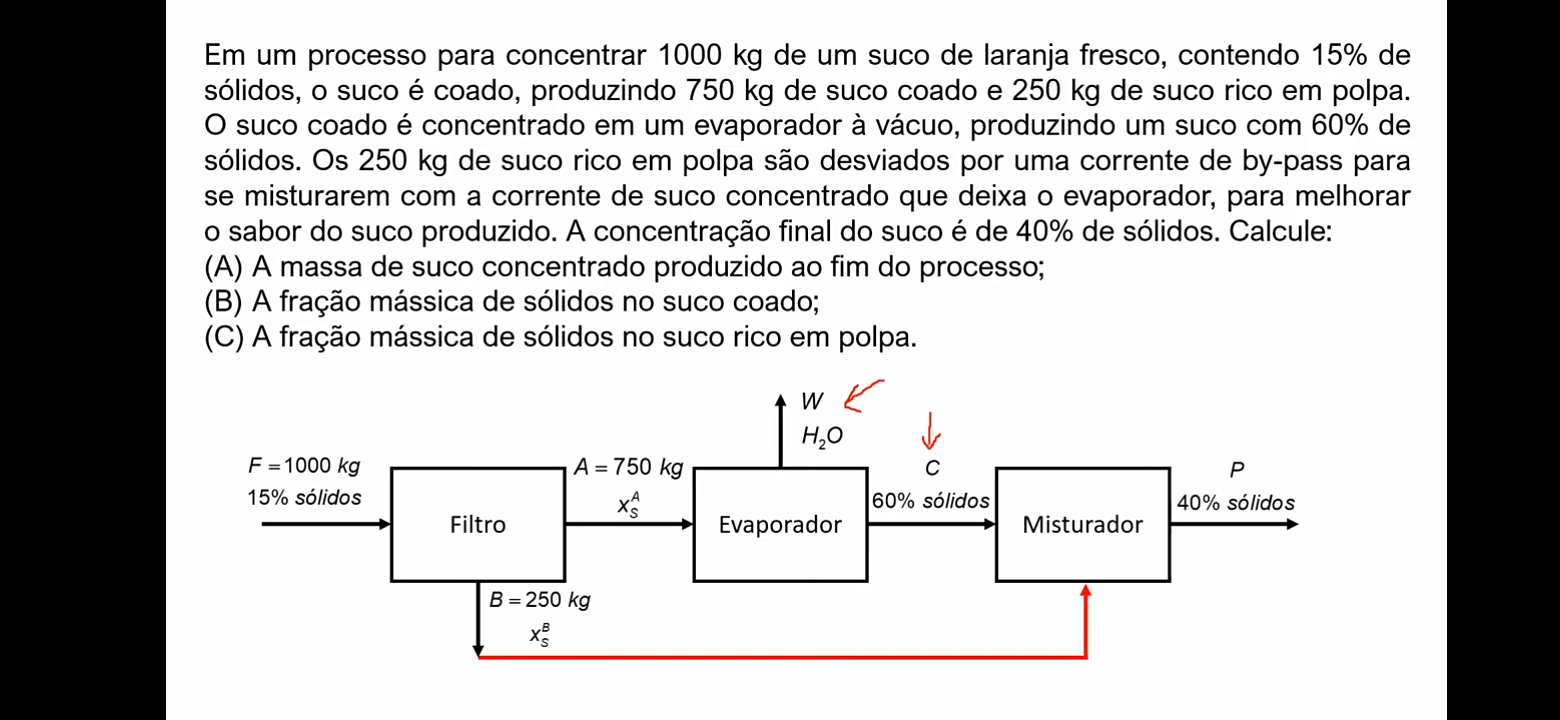 Em um processo para concentrar 1000 kg de um suco de laranja fresco, contendo 15% de
sólidos, o suco é coado, produzindo 750 kg de suco coado e 250 kg de suco rico em polpa.
O suco coado é concentrado em um evaporador à vácuo, produzindo um suco com 60% de
sólidos. Os 250 kg de suco rico em polpa são desviados por uma corrente de by-pass para
se misturarem com a corrente de suco concentrado que deixa o evaporador, para melhorar
o sabor do suco produzido. A concentração final do suco é de 40% de sólidos. Calcule:
(A) A massa de suco concentrado produzido ao fim do processo;
(B) A fração mássica de sólidos no suco coado;
(C) A fração mássica de sólidos no suco rico em polpa.
W
H₂O
F = 1000 kg
15% sólidos
A = 750 kg
x_S^A
C
60% sólidos
P
40% sólidos
Filtro
Evaporador
Misturador
B = 250 kg
x_S^B